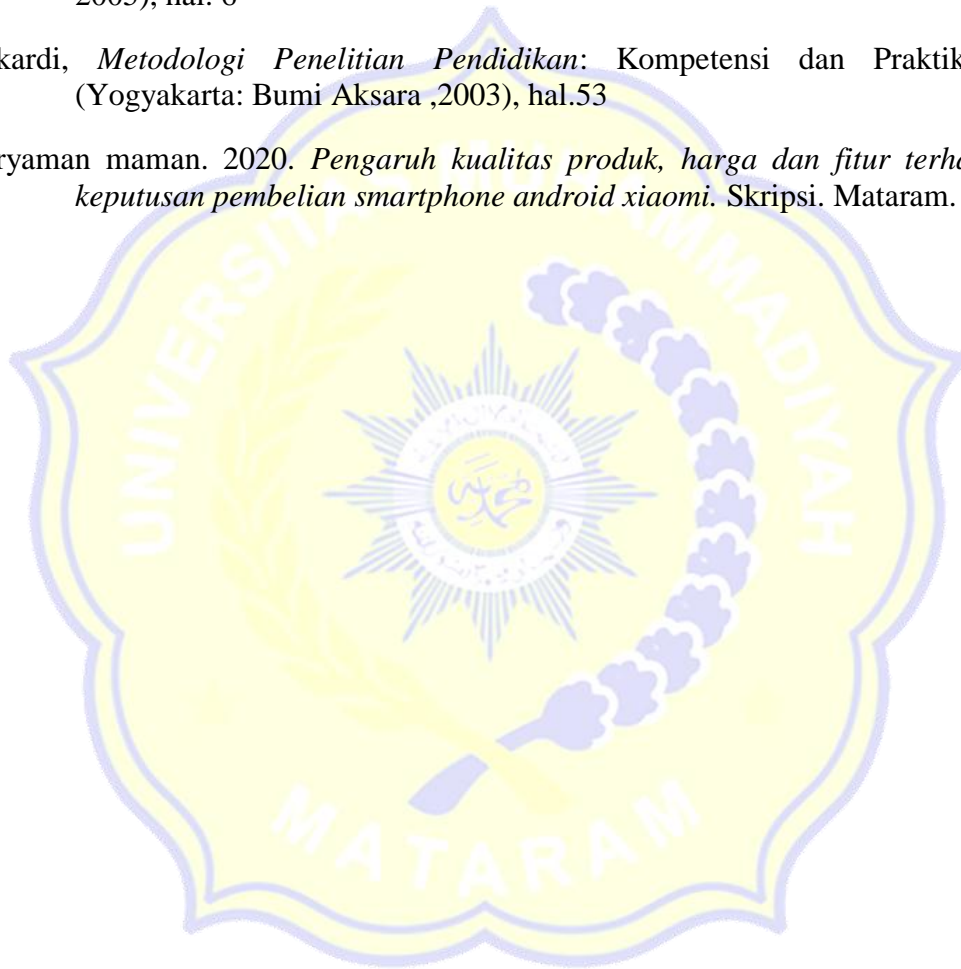 2005), hal. 6
kardi, Metodologi Penelitian Pendidikan: Kompetensi dan Praktik
(Yogyakarta: Bumi Aksara ,2003), hal.53
ryaman maman. 2020. Pengaruh kualitas produk, harga dan fitur terha
keputusan pembelian smartphone android xiaomi. Skripsi. Mataram.
UNIVERSITAS MUHAMMADIYAH
MATARAM